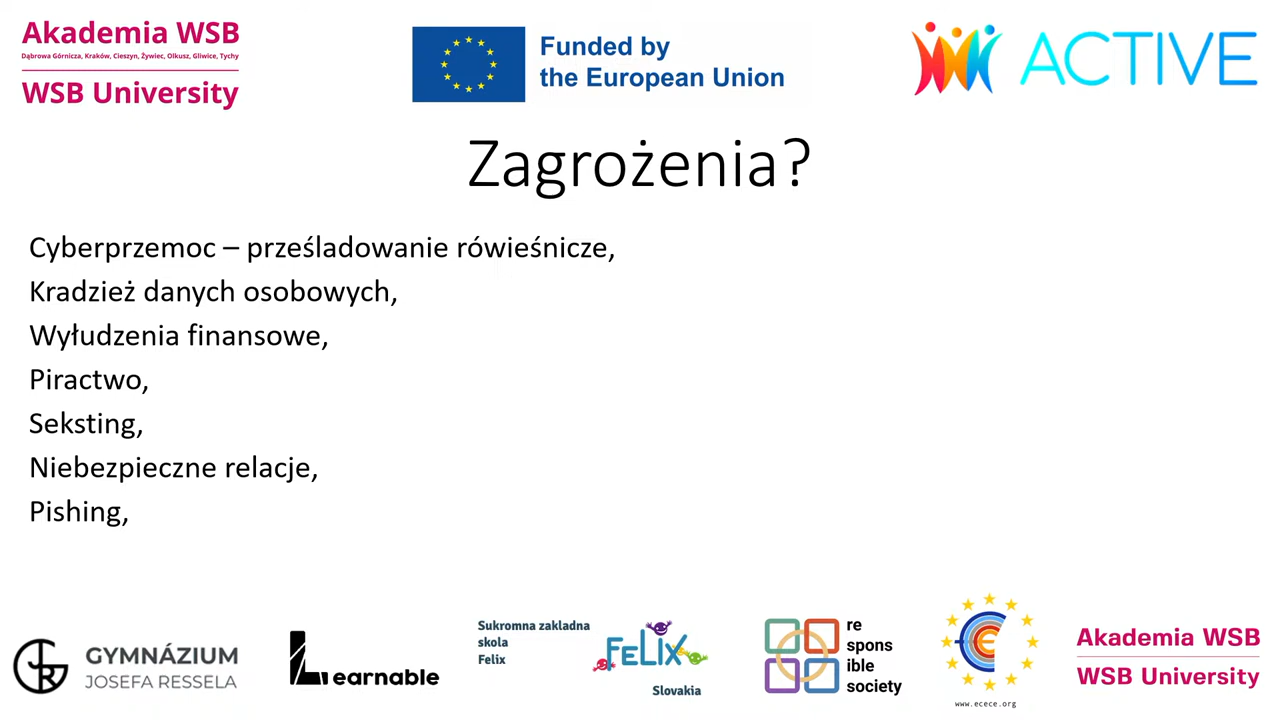 Akademia WSB
Dąbrowa Górnicza, Kraków, Cieszyn, Żywiec, Olkusz, Gliwice, Tychy
WSB University
Funded by
the European Union
ACTIVE
Zagrożenia?
Cyberprzemoc – prześladowanie rówieśnicze,
Kradzież danych osobowych,
Wyłudzenia finansowe,
Piractwo,
Seksting,
Niebezpieczne relacje,
Pishing,
GYMNÁZIUM
JOSEFA RESSELA
Learnable
Sukromna zakladna
skola
Felix
FELIX
Slovakia
re
spons
ible
society
www.ecece.org
Akademia WSB
WSB University